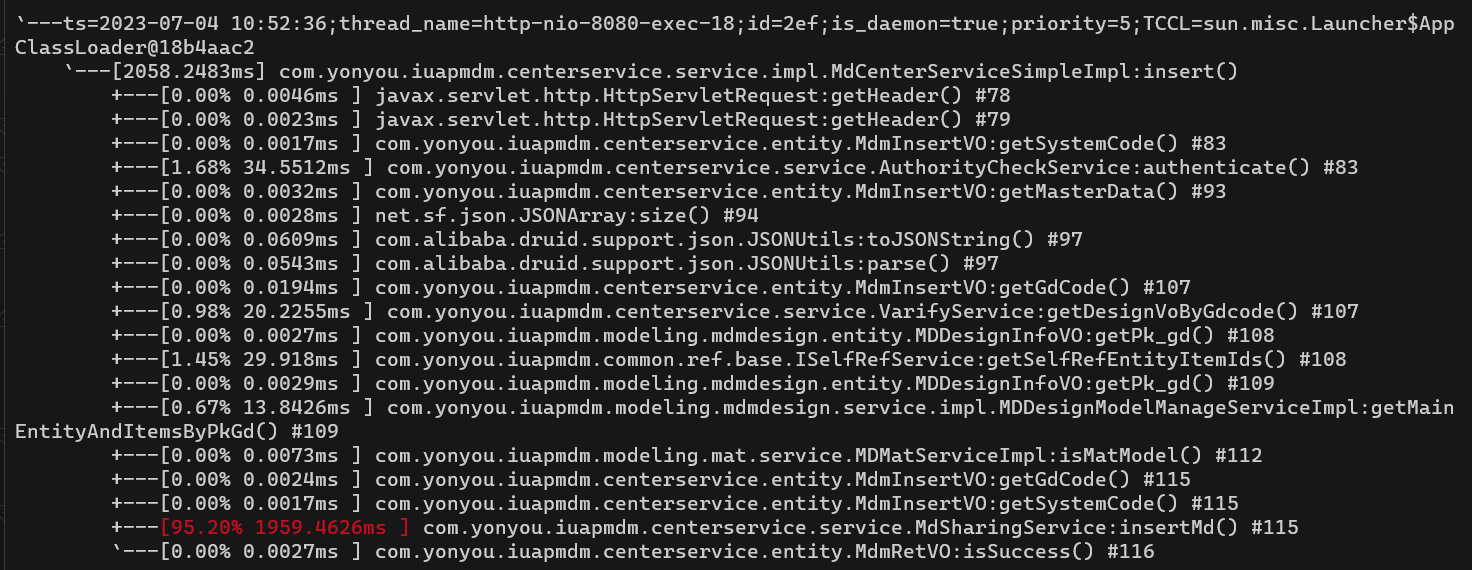 `---ts=2023-07-04 10:52:36;thread_name=http-nio-8080-exec-18;id=2ef;is_daemon=true;priority=5;TCCL=sun.misc.Launcher$App
ClassLoader@18b4aac2
    `---[2058.2483ms] com.yonyou.iuapmdm.centerservice.service.impl.MdCenterServiceSimpleImpl:insert()
        +---[0.00% 0.0046ms ] javax.servlet.http.HttpServletRequest:getHeader() #78
        +---[0.00% 0.0023ms ] javax.servlet.http.HttpServletRequest:getHeader() #79
        +---[0.00% 0.0017ms ] com.yonyou.iuapmdm.centerservice.entity.MdmInsertVO:getSystemCode() #83
        +---[1.68% 34.5512ms ] com.yonyou.iuapmdm.centerservice.service.AuthorityCheckService:authenticate() #83
        +---[0.00% 0.0032ms ] com.yonyou.iuapmdm.centerservice.entity.MdmInsertVO:getMasterData() #93
        +---[0.00% 0.0028ms ] net.sf.json.JSONArray:size() #94
        +---[0.00% 0.0609ms ] com.alibaba.druid.support.json.JSONUtils:toJSONString() #97
        +---[0.00% 0.0543ms ] com.alibaba.druid.support.json.JSONUtils:parse() #97
        +---[0.00% 0.0194ms ] com.yonyou.iuapmdm.centerservice.entity.MdmInsertVO:getGdCode() #107
        +---[0.98% 20.2255ms ] com.yonyou.iuapmdm.centerservice.service.VarifyService:getDesignVoByGdcode() #107
        +---[0.00% 0.0027ms ] com.yonyou.iuapmdm.modeling.mdmdesign.entity.MDDesignInfoVO:getPk_gd() #108
        +---[1.45% 29.918ms ] com.yonyou.iuapmdm.common.ref.base.ISelfRefService:getSelfRefEntityItemIds() #108
        +---[0.00% 0.0029ms ] com.yonyou.iuapmdm.modeling.mdmdesign.entity.MDDesignInfoVO:getPk_gd() #109
        +---[0.67% 13.8426ms ] com.yonyou.iuapmdm.modeling.mdmdesign.service.impl.MDDesignModelManageServiceImpl:getMain
EntityAndItemsByPkGd() #109
        +---[0.00% 0.0073ms ] com.yonyou.iuapmdm.modeling.mat.service.MDMatServiceImpl:isMatModel() #112
        +---[0.00% 0.0024ms ] com.yonyou.iuapmdm.centerservice.entity.MdmInsertVO:getGdCode() #115
        +---[0.00% 0.0017ms ] com.yonyou.iuapmdm.centerservice.entity.MdmInsertVO:getSystemCode() #115
        +---[95.20% 1959.4626ms ] com.yonyou.iuapmdm.centerservice.service.MdSharingService:insertMd() #115
        `---[0.00% 0.0027ms ] com.yonyou.iuapmdm.centerservice.entity.MdmRetVO:isSuccess() #116